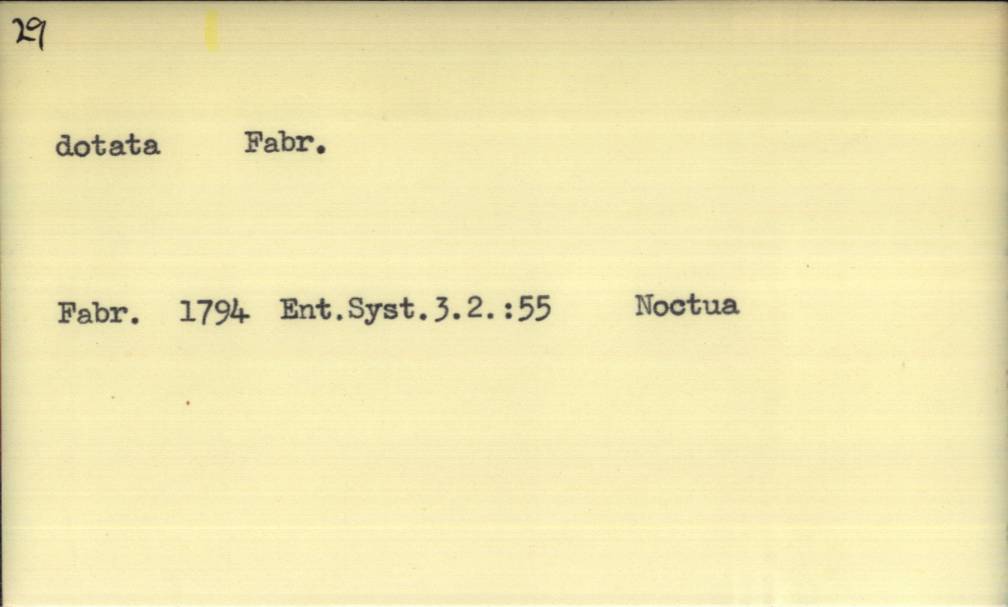 29
dotata Fabr.
Fabr. 1794 Ent.Syst.3.2.:55 Noctua